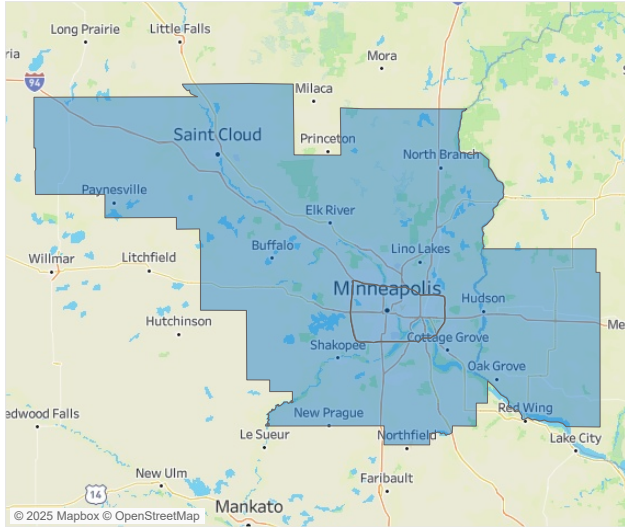 Long Prairie
Little Falls
ria
94
Mora
Milaca
Saint Cloud
Princeton
North Branch
Paynesville
Elk River
Buffalo
Lino Lakes
Willmar
Litchfield
Minneapolis
Hudson
Hutchinson
Me
Shakopee
Cottage Grove
Oak Grove
edwood Falls
New Prague
Red Wing
Le Sueur
Northfield
Lake City
New Ulm
Faribault
14
Mankato
© 2025 Mapbox © OpenStreetMap